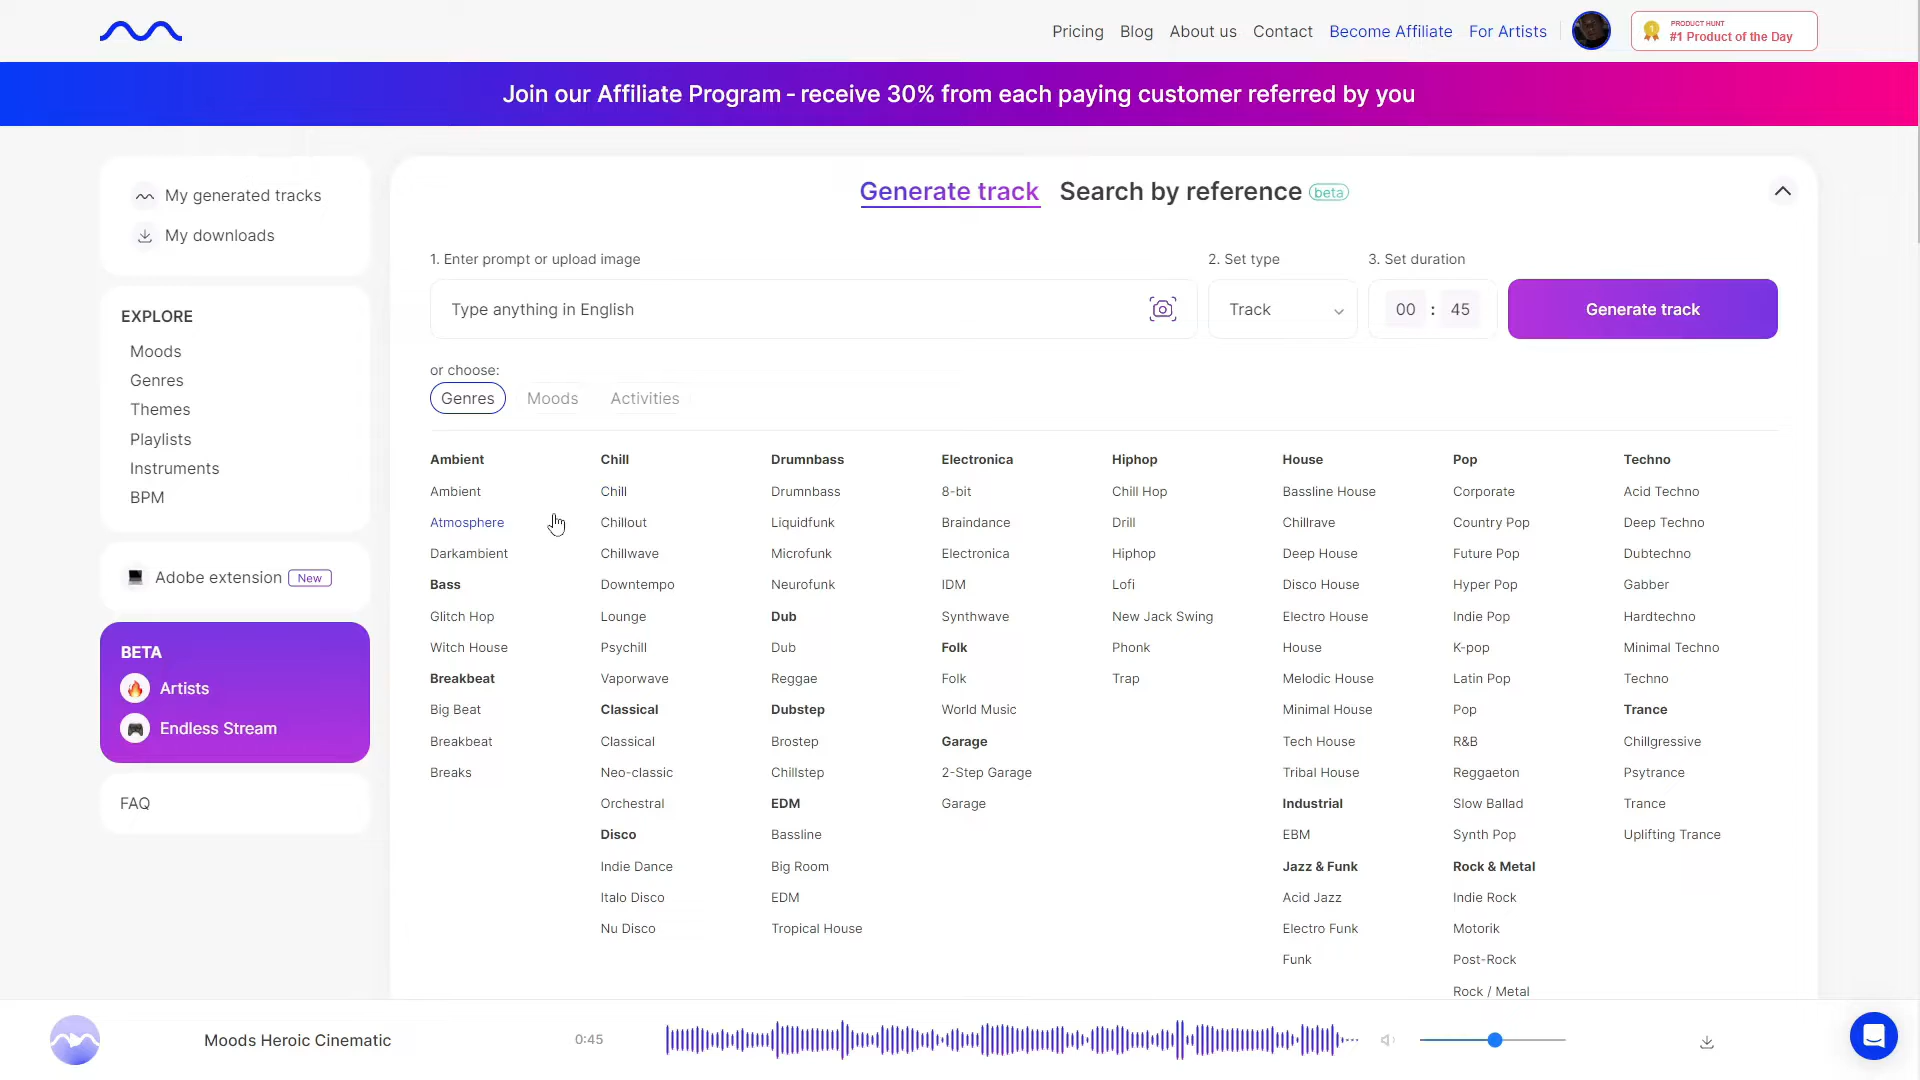 Pricing Blog About us Contact Become Affiliate For Artists
PRODUCT HUNT
#1 Product of the Day
Join our Affiliate Program - receive 30% from each paying customer referred by you
My generated tracks
My downloads
EXPLORE
Moods
Genres
Themes
Playlists
Instruments
BPM
Adobe extension New
BETA
Artists
Endless Stream
FAQ
Generate track Search by reference beta
1. Enter prompt or upload image
2. Set type
3. Set duration
Type anything in English
Track
00 : 45
Generate track
or choose:
Genres Moods Activities
Ambient
Ambient
Atmosphere
Darkambient
Bass
Glitch Hop
Witch House
Breakbeat
Big Beat
Breakbeat
Breaks
Chill
Chill
Chillout
Chillwave
Downtempo
Lounge
Psychill
Vaporwave
Classical
Classical
Neo-classic
Orchestral
Disco
Indie Dance
Italo Disco
Nu Disco
Drumnbass
Drumnbass
Liquidfunk
Microfunk
Neurofunk
Dub
Dub
Reggae
Dubstep
Brostep
Chillstep
EDM
Bassline
Big Room
EDM
Tropical House
Electronica
8-bit
Braindance
Electronica
IDM
Synthwave
Folk
Folk
World Music
Garage
2-Step Garage
Garage
Hiphop
Chill Hop
Drill
Hiphop
Lofi
New Jack Swing
Phonk
Trap
House
Bassline House
Chillrave
Deep House
Disco House
Electro House
House
Melodic House
Minimal House
Tech House
Tribal House
Industrial
EBM
Jazz & Funk
Acid Jazz
Electro Funk
Funk
Pop
Corporate
Country Pop
Future Pop
Hyper Pop
Indie Pop
K-pop
Latin Pop
Pop
R&B
Reggaeton
Slow Ballad
Synth Pop
Rock & Metal
Indie Rock
Motorik
Post-Rock
Rock / Metal
Techno
Acid Techno
Deep Techno
Dubtechno
Gabber
Hardtechno
Minimal Techno
Techno
Trance
Chillgressive
Psytrance
Trance
Uplifting Trance
Moods Heroic Cinematic
0:45